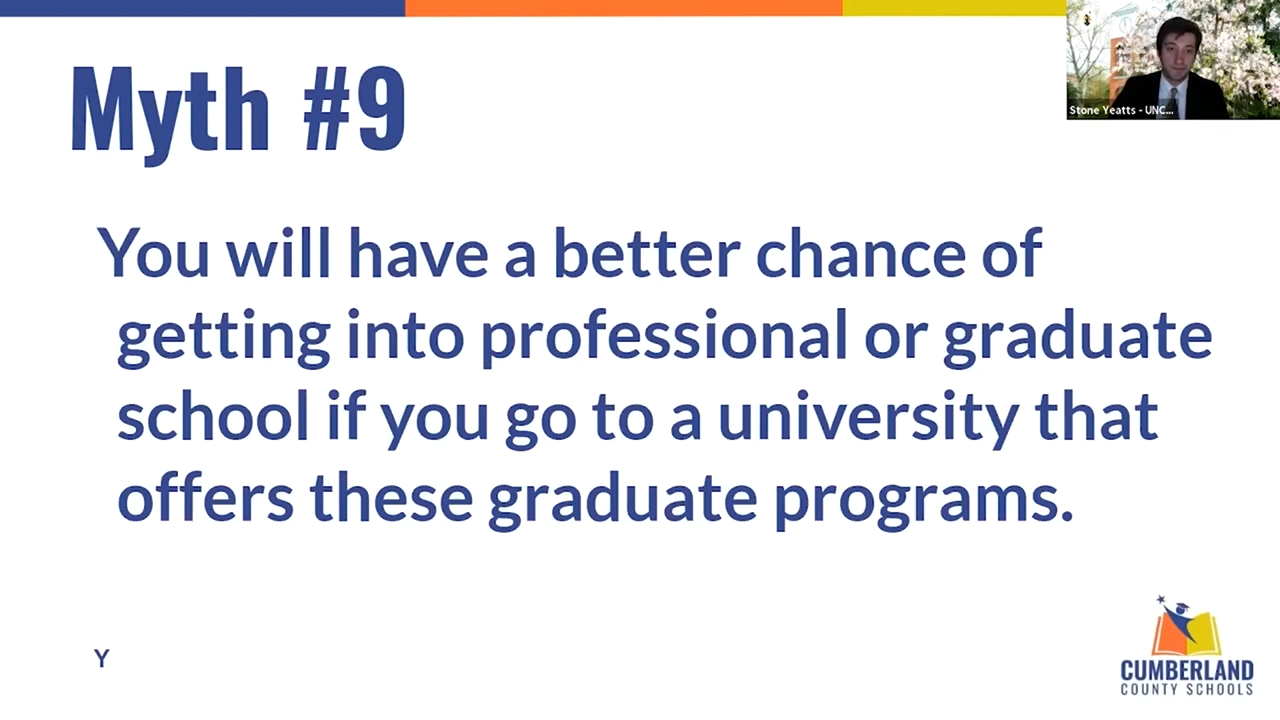 Myth #9
Stone Yeatts - UNC...
You will have a better chance of
getting into professional or graduate
school if you go to a university that
offers these graduate programs.
Y
CUMBERLAND
COUNTY SCHOOLS